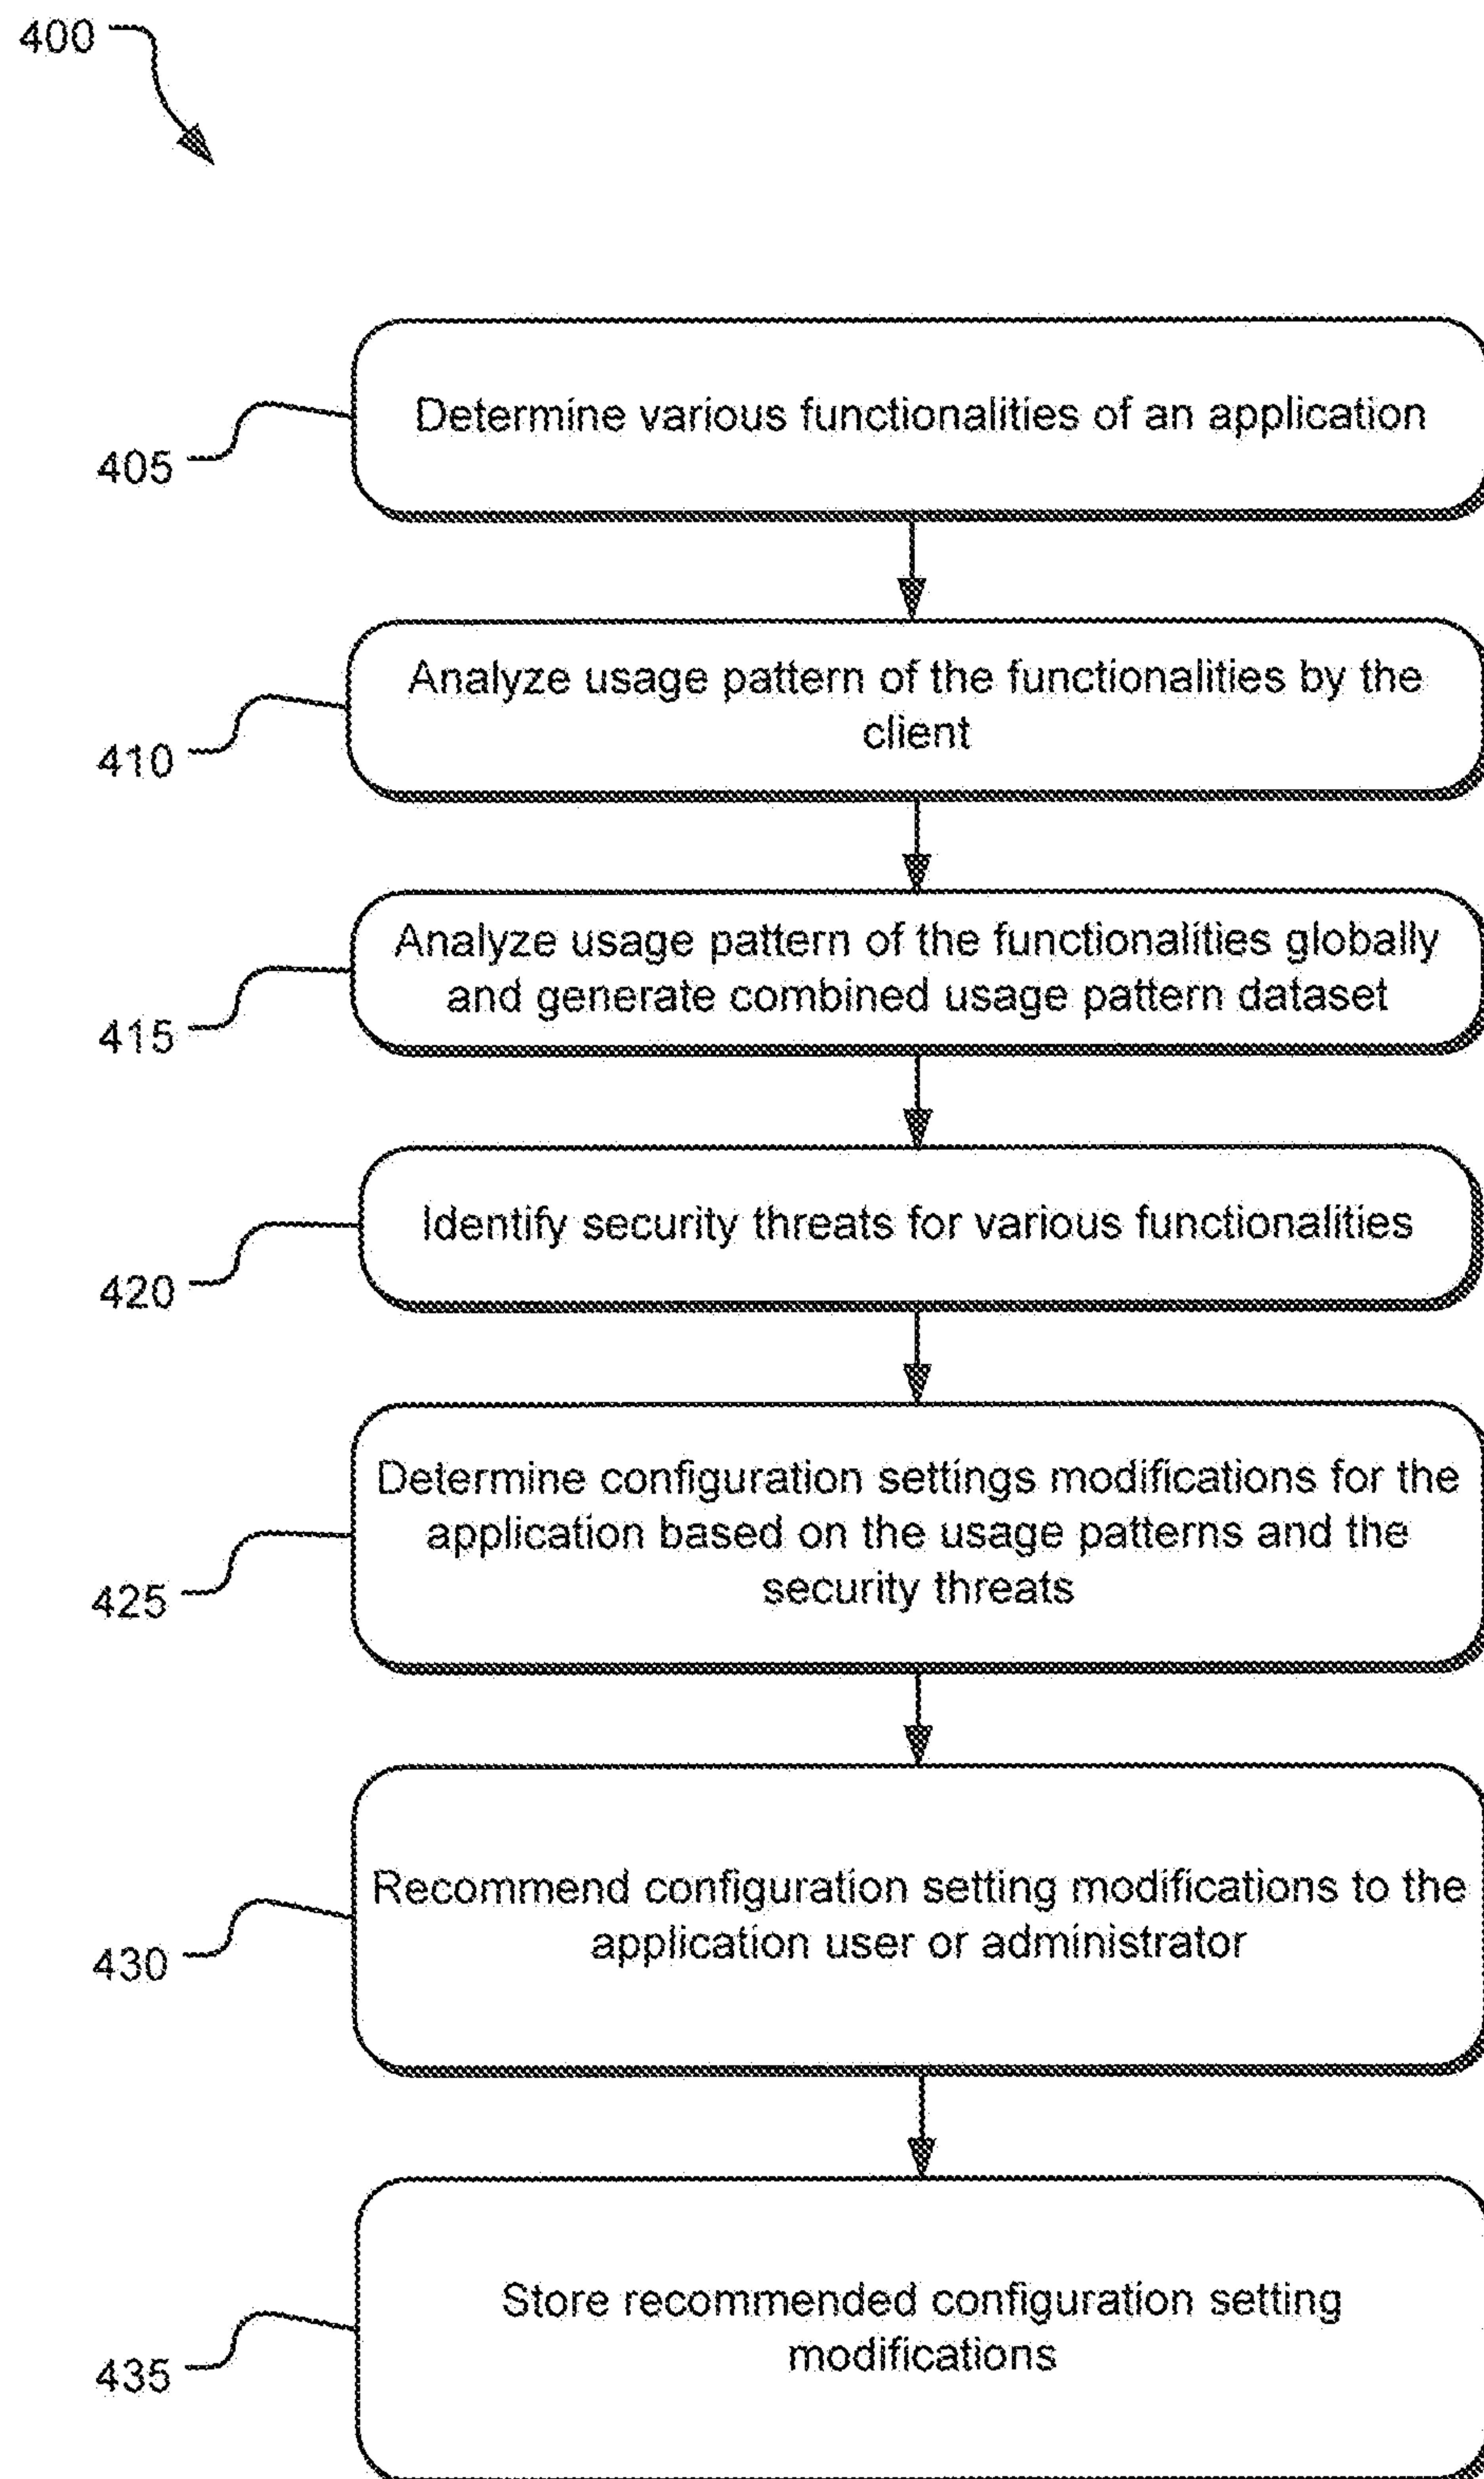 400
Determine various functionalities of an application
405
Analyze usage pattern of the functionalities by the
client
410
Analyze usage pattern of the functionalities globally
and generate combined usage pattern dataset
415
Identify security threats for various functionalities
420
Determine configuration settings modifications for the
application based on the usage patterns and the
security threats
425
Recommend configuration setting modifications to the
application user or administrator
430
Store recommended configuration setting
modifications
435